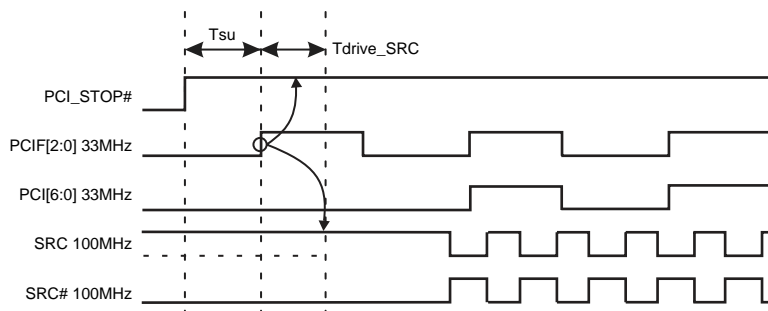 Tsu
Tdrive_SRC
PCI_STOP#
PCIF[2:0] 33MHz
PCI[6:0] 33MHz
SRC 100MHz
SRC# 100MHz